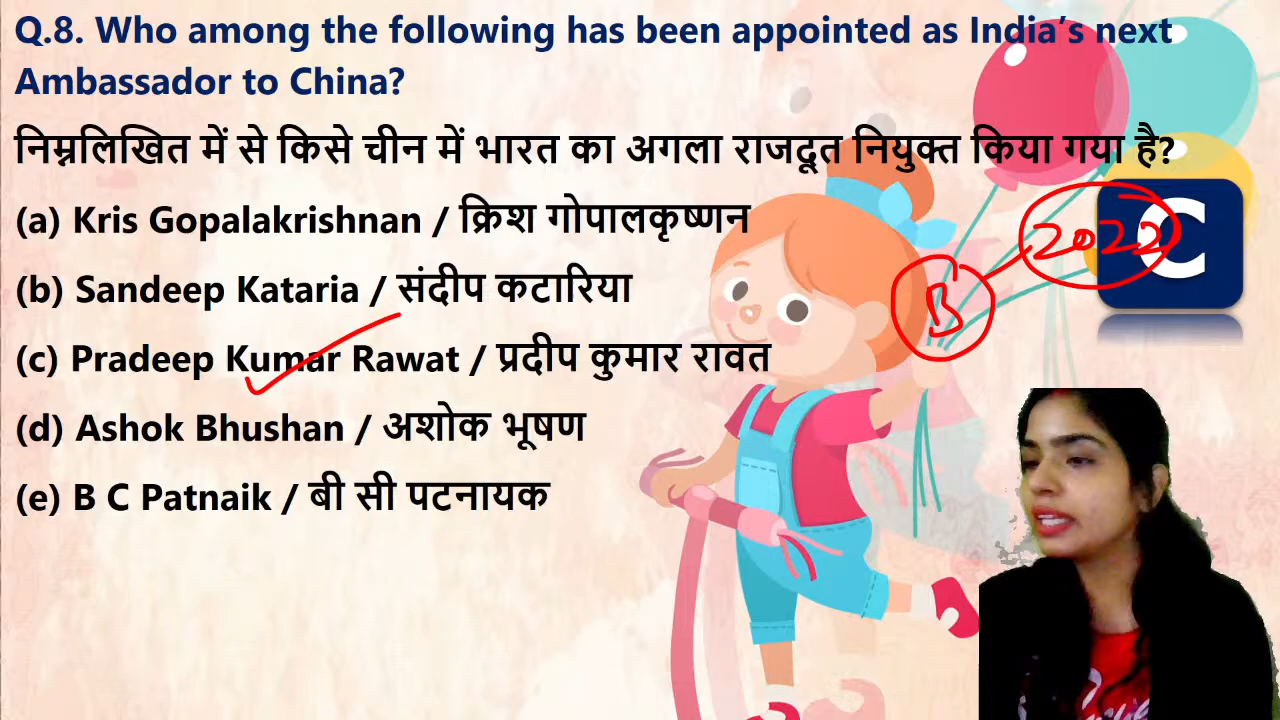 Q.8. Who among the following has been appointed as India's next
Ambassador to China?
निम्नलिखित में से किसे चीन में भारत का अगला राजदूत नियुक्त किया गया है?
(a) Kris Gopalakrishnan / क्रिश गोपालकृष्णन
(b) Sandeep Kataria / संदीप कटारिया
(c) Pradeep Kumar Rawat / प्रदीप कुमार रावत
(d) Ashok Bhushan / अशोक भूषण
(e) B C Patnaik / बी सी पटनायक
2022
C
B